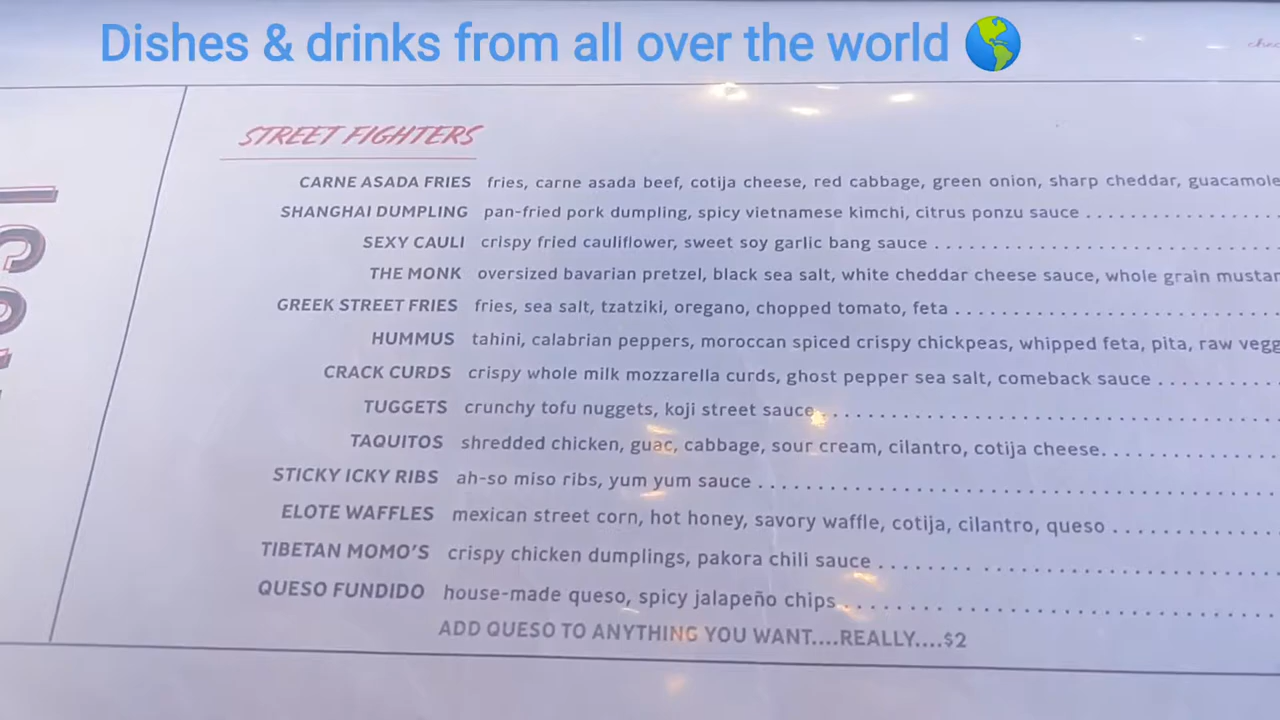 Dishes & drinks from all over the world
STREET FIGHTERS
CARNE ASADA FRIES fries, carne asada beef, cotija cheese, red cabbage, green onion, sharp cheddar, guacamole
SHANGHAI DUMPLING pan-fried pork dumpling, spicy vietnamese kimchi, citrus ponzu sauce
SEXY CAULI crispy fried cauliflower, sweet soy garlic bang sauce
THE MONK oversized bavarian pretzel, black sea salt, white cheddar cheese sauce, whole grain
GREEK STREET FRIES fries, sea salt, tzatziki, oregano, chopped tomato, feta
HUMMUS tahini, calabrian peppers, moroccan spiced crispy chickpeas, whipped feta, pita, raw
CRACK CURDS crispy whole milk mozzarella curds, ghost pepper sea salt, comeback sauce
TUGGETS crunchy tofu nuggets, koji street sauce
TAQUITOS shredded chicken, guac, cabbage, sour cream, cilantro, cotija cheese
STICKY ICKY RIBS ah-so miso ribs, yum yum sauce
ELOTE WAFFLES mexican street corn, hot honey, savory waffle, cotija, cilantro, queso
TIBETAN MOMO'S crispy chicken dumplings, pakora chili sauce
QUESO FUNDIDO house-made queso, spicy jalapeño chips
ADD QUESO TO ANYTHING YOU WANT....REALLY....$2